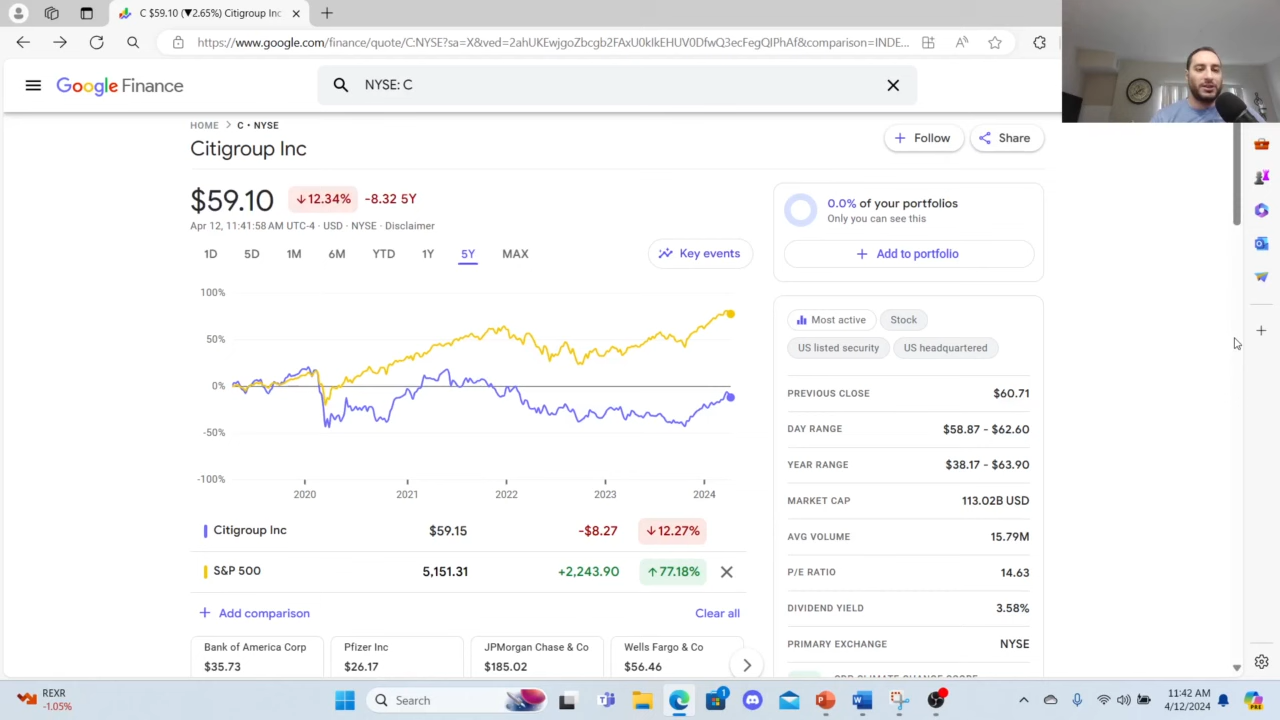 C $59.10 (▼2.65%) Citigroup Inc
https://www.google.com/finance/quote/C:NYSE?sa=X&ved=2ahUKEwjgoZbcgb2FAxU0klkEHUV0DfwQ3ecFegQIPhAf&comparison=INDE...
Google Finance
NYSE: C
HOME > C • NYSE
Citigroup Inc
Follow
Share
$59.10
↓12.34%
-8.32 5Y
Apr 12, 11:41:58 AM UTC-4 · USD · NYSE · Disclaimer
1D 5D 1M 6M YTD 1Y 5Y MAX
Key events
100%
50%
0%
-50%
-100%
2020 2021 2022 2023 2024
Citigroup Inc $59.15 -$8.27 ↓12.27%
S&P 500 5,151.31 +2,243.90 ↑77.18%
+ Add comparison
Clear all
Bank of America Corp
$35.73
Pfizer Inc
$26.17
JPMorgan Chase & Co
$185.02
Wells Fargo & Co
$56.46
0.0% of your portfolios
Only you can see this
+ Add to portfolio
Most active
Stock
US listed security
US headquartered
PREVIOUS CLOSE $60.71
DAY RANGE $58.87 - $62.60
YEAR RANGE $38.17 - $63.90
MARKET CAP 113.02B USD
AVG VOLUME 15.79M
P/E RATIO 14.63
DIVIDEND YIELD 3.58%
PRIMARY EXCHANGE NYSE
CDP CLIMATE CHANGE SCORE
REXR
-1.05%
Search
1
11:42 AM
4/12/2024
PRE